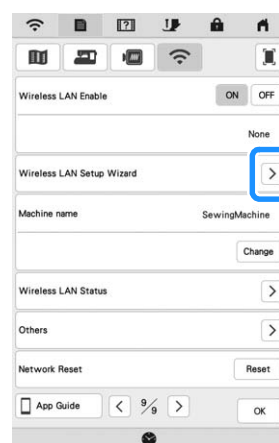 Wireless LAN Enable ON OFF
None
Wireless LAN Setup Wizard
Machine name SewingMachine
Change
Wireless LAN Status
Others
Network Reset Reset
App Guide 9/9 OK